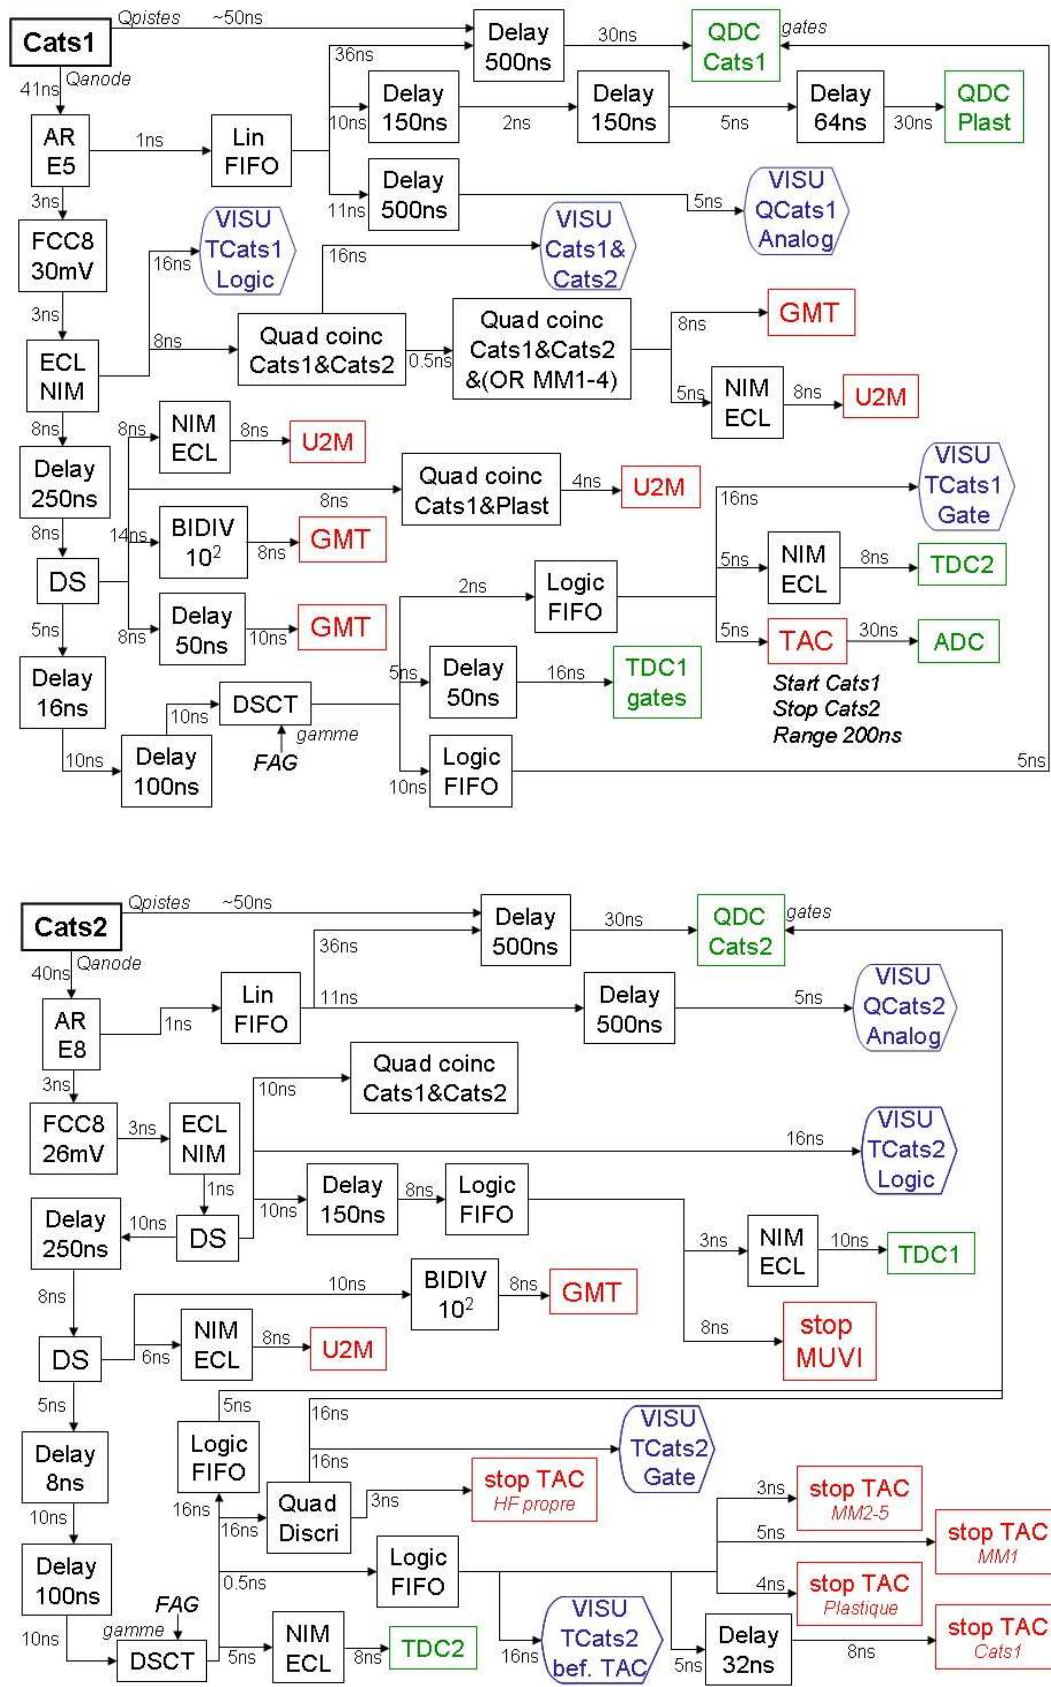 Qpistes ~50ns
Cats1
Delay
500ns
30ns
QDC
Cats1
gates
36ns
41ns
Qanode
AR
E5
1ns
Lin
FIFO
10ns
Delay
150ns
2ns
Delay
150ns
5ns
Delay
64ns
30ns
QDC
Plast
11ns
Delay
500ns
5ns
VISU
QCats1
Analog
3ns
FCC8
30mV
16ns
VISU
TCats1
Logic
16ns
VISU
Cats1&
Cats2
3ns
ECL
NIM
8ns
Quad coinc
Cats1&Cats2
0.5ns
Quad coinc
Cats1&Cats2
&(OR MM1-4)
8ns
GMT
5ns
NIM
ECL
8ns
U2M
8ns
Delay
250ns
8ns
NIM
ECL
8ns
U2M
8ns
Quad coinc
Cats1&Plast
4ns
U2M
16ns
VISU
TCats1
Gate
8ns
DS
14ns
BIDIV
10²
8ns
GMT
8ns
Delay
50ns
10ns
GMT
2ns
Logic
FIFO
5ns
NIM
ECL
8ns
TDC2
5ns
TAC
30ns
ADC
Start Cats1
Stop Cats2
Range 200ns
5ns
Delay
16ns
10ns
Delay
100ns
10ns
DSCT
gamme
FAG
5ns
Delay
50ns
16ns
TDC1
gates
10ns
Logic
FIFO
5ns
Qpistes ~50ns
Cats2
Delay
500ns
30ns
QDC
Cats2
gates
36ns
40ns
Qanode
AR
E8
1ns
Lin
FIFO
11ns
Delay
500ns
5ns
VISU
QCats2
Analog
3ns
FCC8
26mV
3ns
ECL
NIM
10ns
Quad coinc
Cats1&Cats2
16ns
VISU
TCats2
Logic
1ns
DS
10ns
Delay
250ns
10ns
Delay
150ns
8ns
Logic
FIFO
3ns
NIM
ECL
10ns
TDC1
8ns
stop
MUVI
8ns
DS
10ns
BIDIV
10²
8ns
GMT
6ns
NIM
ECL
8ns
U2M
5ns
Delay
8ns
5ns
Logic
FIFO
16ns
16ns
16ns
VISU
TCats2
Gate
16ns
Quad
Discri
3ns
stop TAC
HF propre
10ns
Delay
100ns
0.5ns
Logic
FIFO
3ns
stop TAC
MM2-5
5ns
stop TAC
MM1
4ns
stop TAC
Plastique
10ns
gamme
FAG
DSCT
5ns
NIM
ECL
8ns
TDC2
16ns
VISU
TCats2
bef. TAC
5ns
Delay
32ns
8ns
stop TAC
Cats1